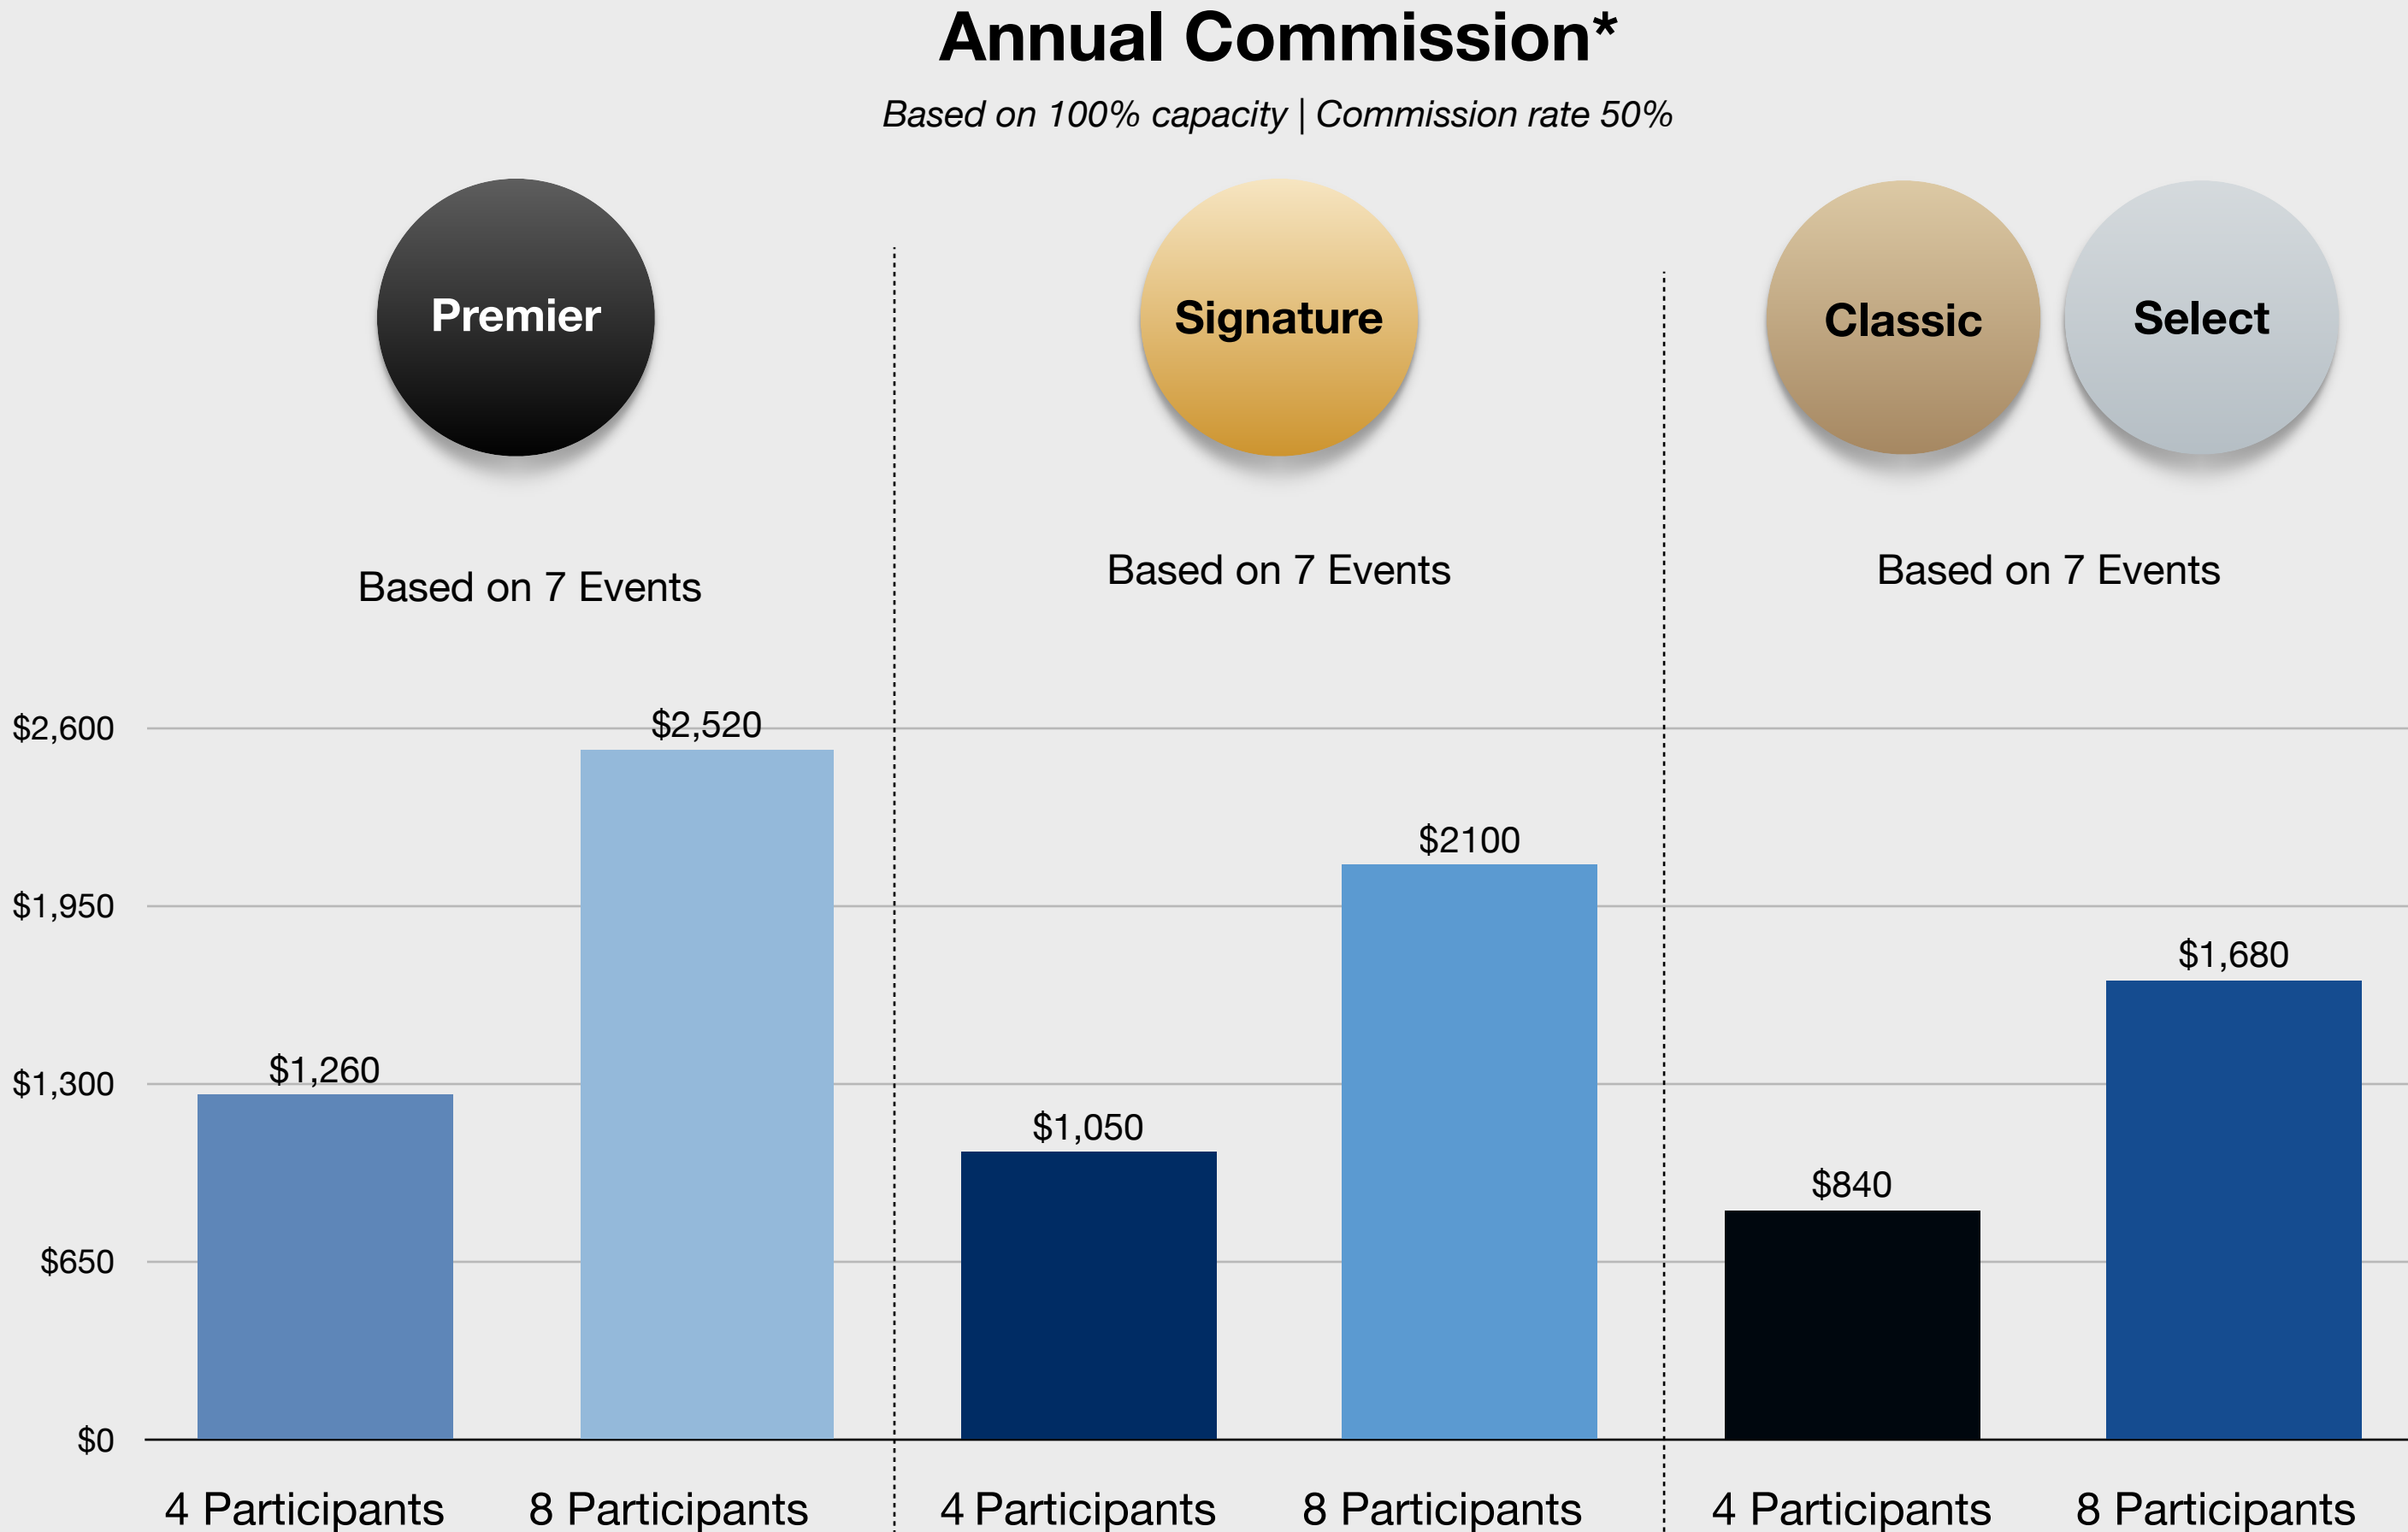 Annual Commission*
Based on 100% capacity | Commission rate 50%
Premier
Signature
Classic
Select
Based on 7 Events
Based on 7 Events
Based on 7 Events
$2,600
$1,950
$1,300
$650
$0
$1,260
$2,520
$1,050
$2100
$840
$1,680
4 Participants
8 Participants
4 Participants
8 Participants
4 Participants
8 Participants